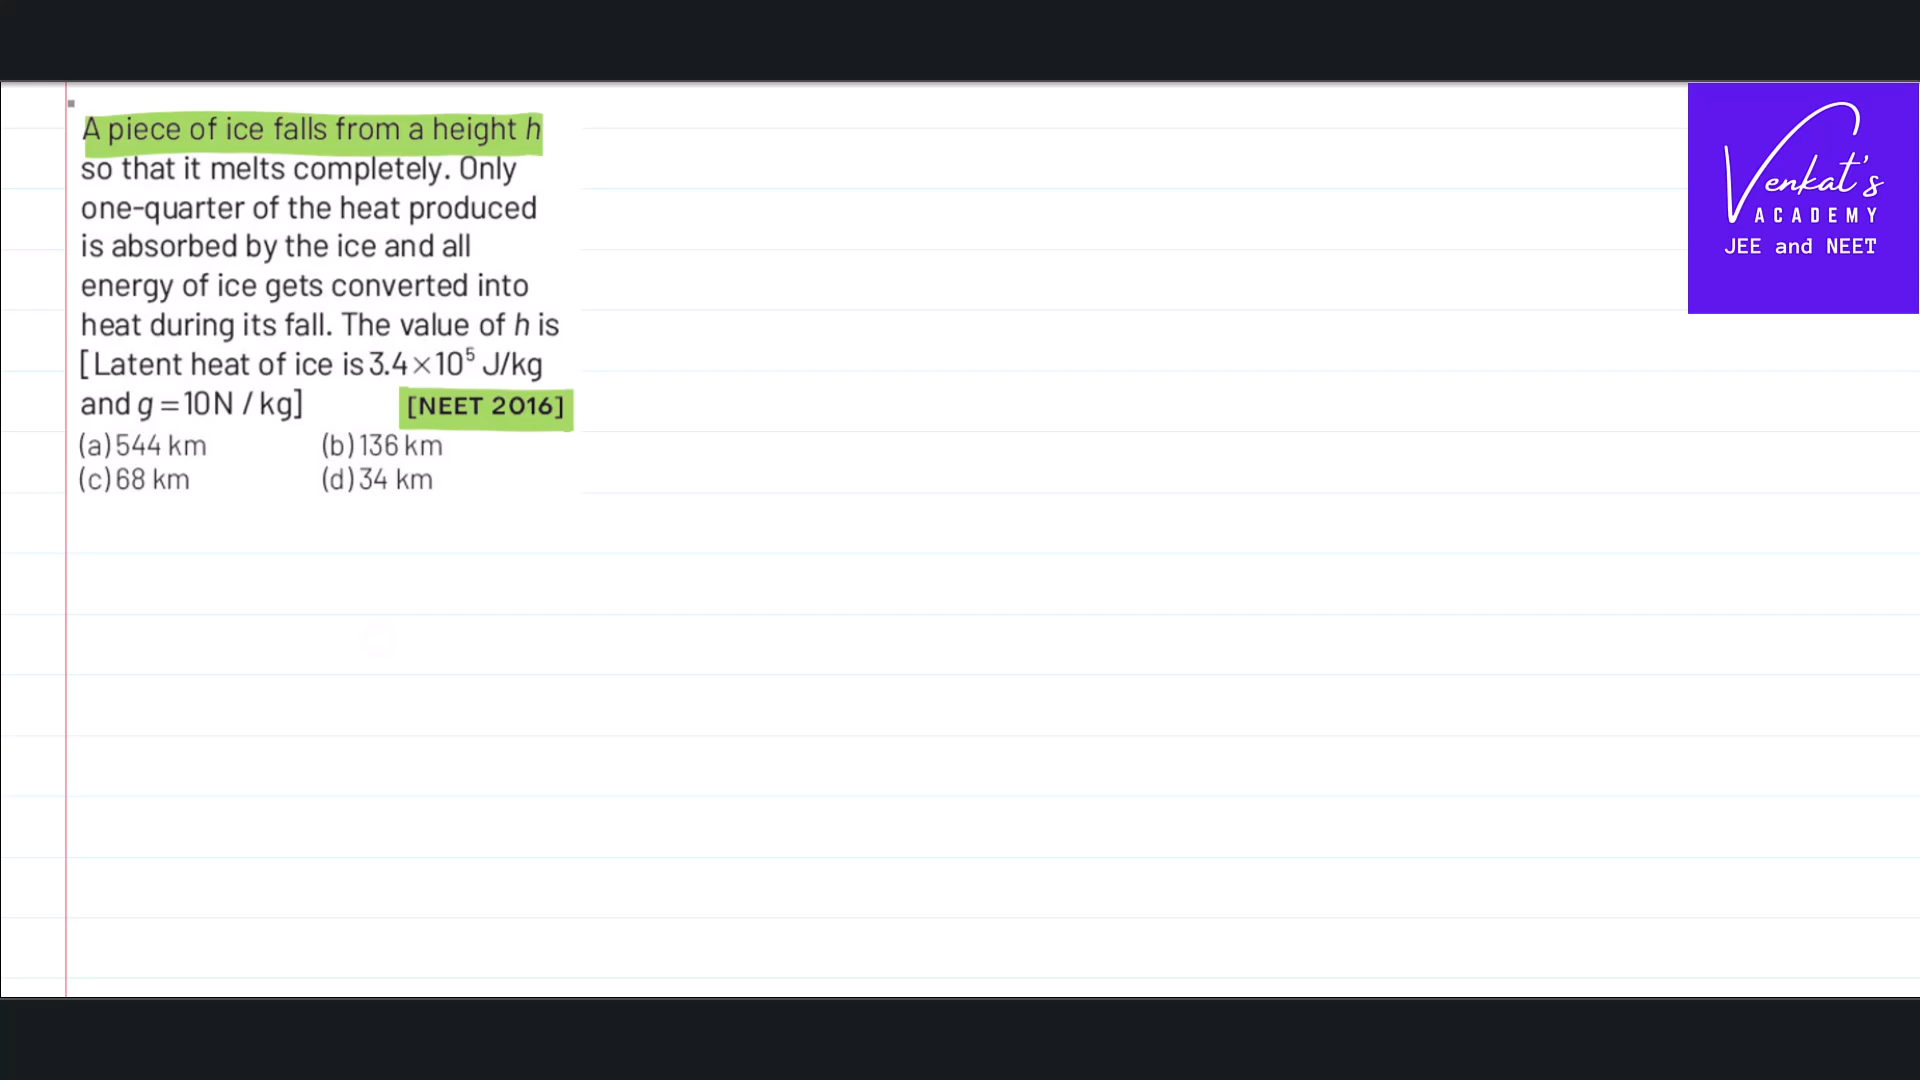 A piece of ice falls from a height h
so that it melts completely. Only
one-quarter of the heat produced
is absorbed by the ice and all
energy of ice gets converted into
heat during its fall. The value of h is
[Latent heat of ice is 3.4×10⁵ J/kg
and g = 10N / kg] [NEET 2016]
(a) 544 km (b) 136 km
(c) 68 km (d) 34 km
Venkat's
ACADEMY
JEE and NEET